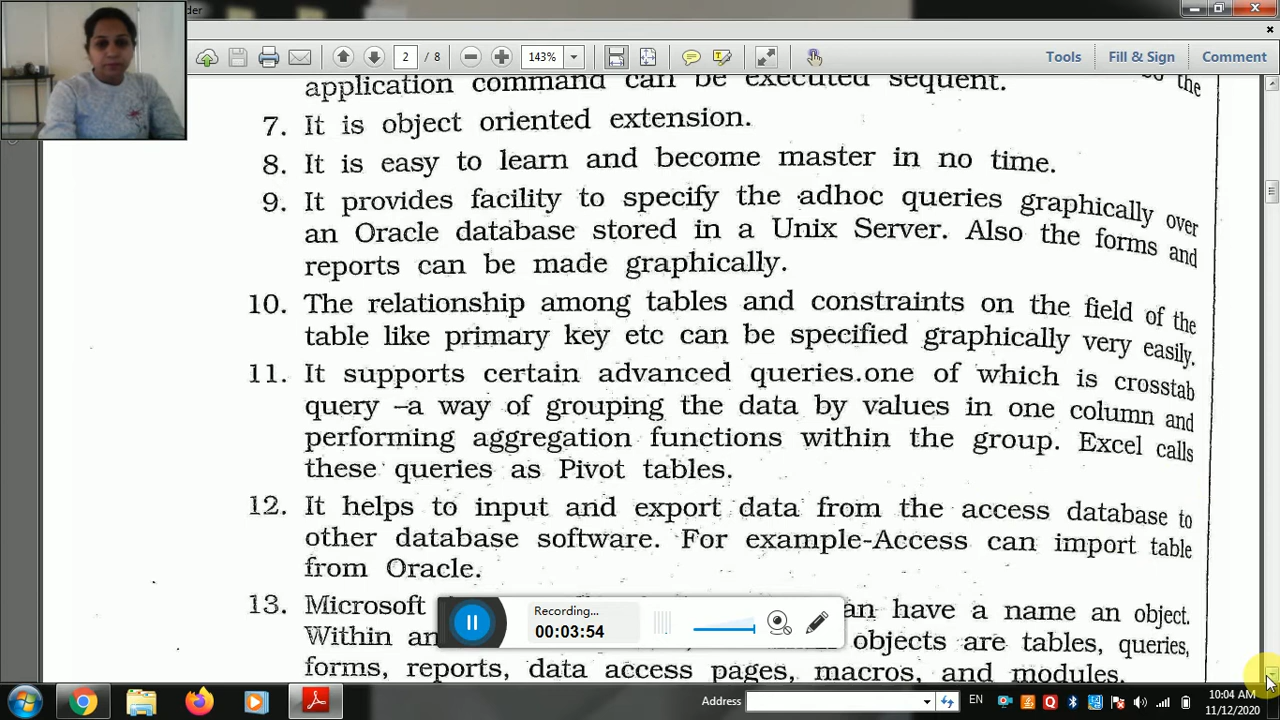 der
2 / 8
143%
Tools
Fill & Sign
Comment
application command can be executed sequent.
the
7. It is object oriented extension.
8. It is easy to learn and become master in no time.
9. It provides facility to specify the adhoc queries graphically over
an Oracle database stored in a Unix Server. Also the forms and
reports can be made graphically.
10. The relationship among tables and constraints on the field of the
table like primary key etc can be specified graphically very easily.
11. It supports certain advanced queries.one of which is crosstab
query –a way of grouping the data by values in one column and
performing aggregation functions within the group. Excel calls
these queries as Pivot tables.
12. It helps to input and export data from the access database to
other database software. For example-Access can import table
from Oracle.
13. Microsoft an have a name an object.
Within an objects are tables, queries,
forms, reports, data access pages, macros, and modules.
Recording...
00:03:54
Address
EN
10:04 AM
11/12/2020